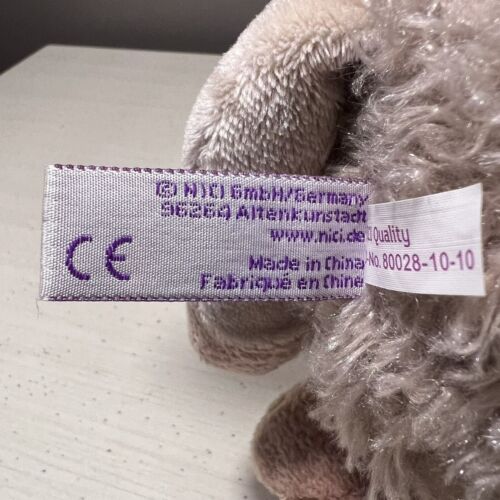 CE
© NICI GmbH/Germany
96264 Altenkunstadt
www.nici.de
Made in China
Fabriqué en Chine
Quality
-No. 80028-10-10